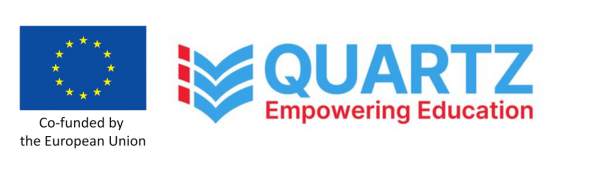 Co-funded by
the European Union
QUARTZ
Empowering Education